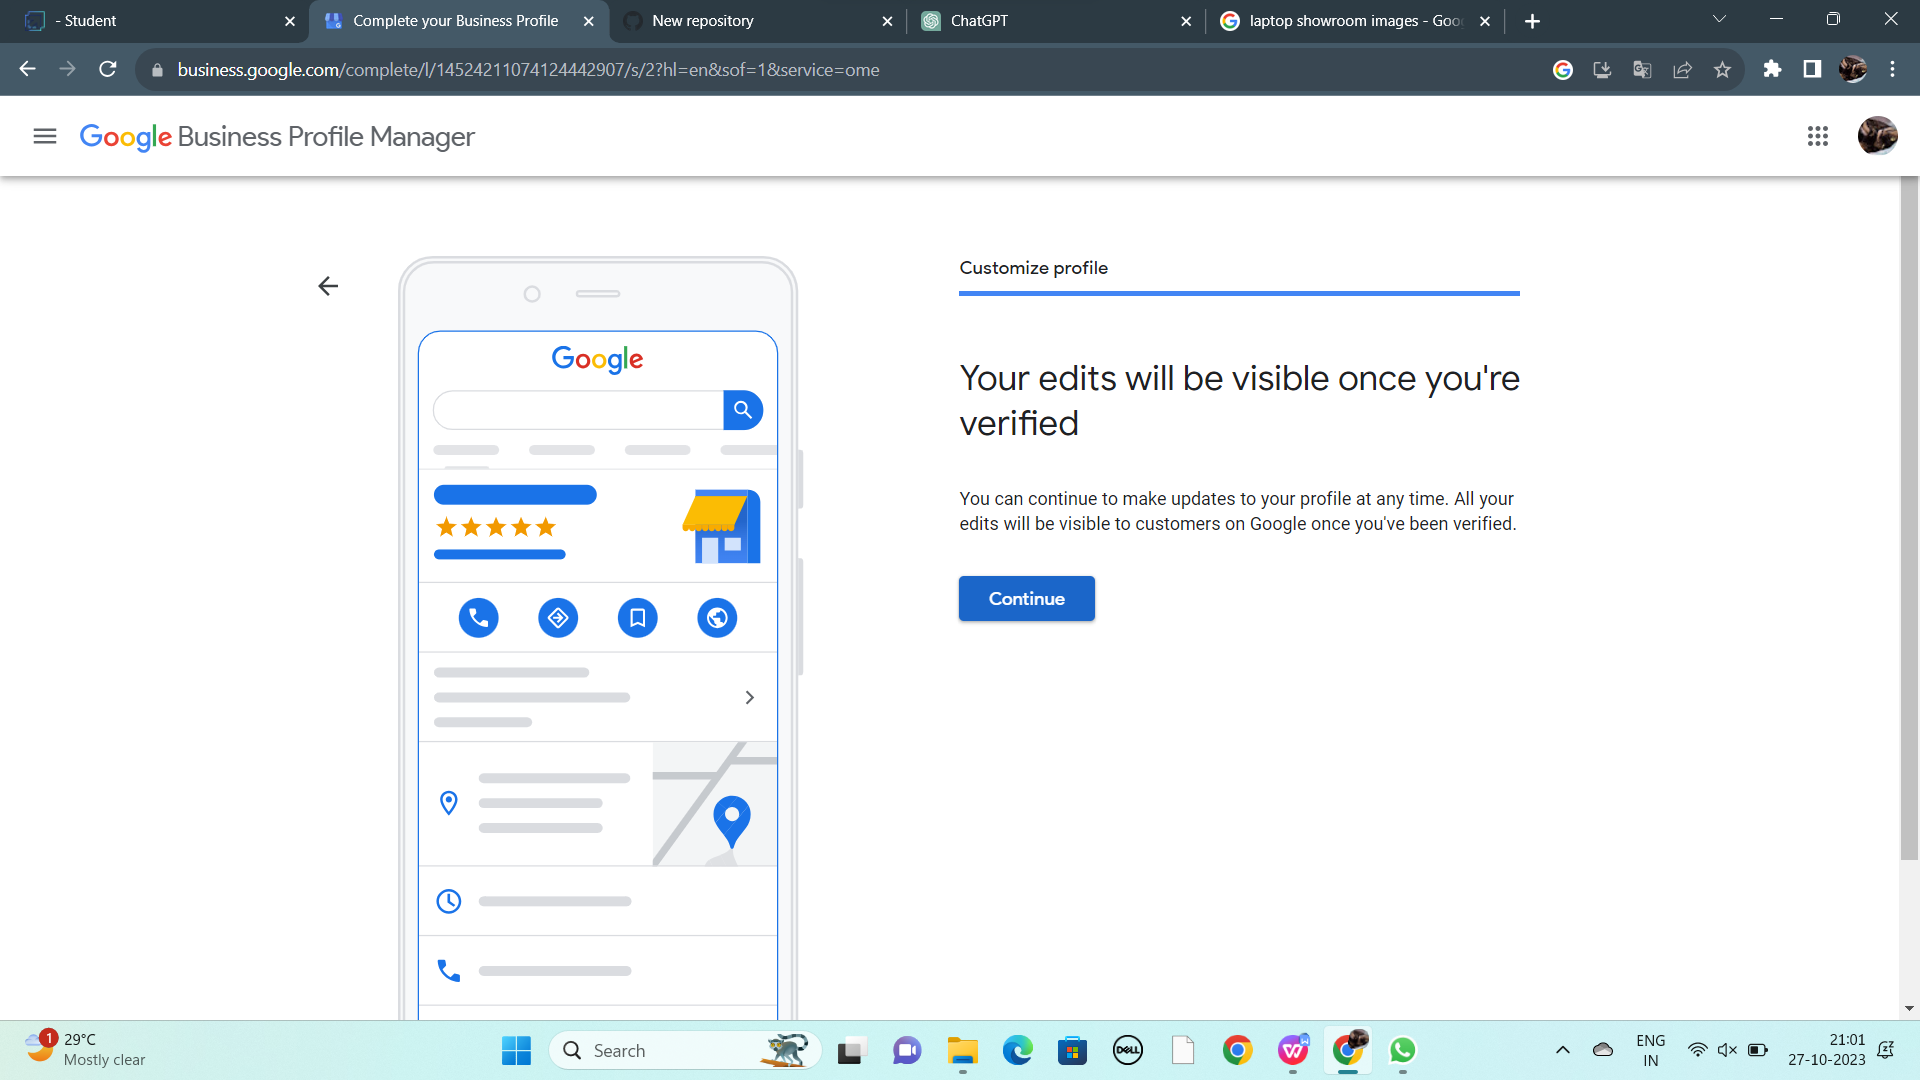 - Student
Complete your Business Profile
New repository
ChatGPT
laptop showroom images - Goo
business.google.com/complete/l/14524211074124442907/s/2?hl=en&sof=1&service=ome
Google Business Profile Manager
Customize profile
Google
Your edits will be visible once you're
verified
You can continue to make updates to your profile at any time. All your
edits will be visible to customers on Google once you've been verified.
Continue
1
29°C
Mostly clear
Search
DELL
ENG
IN
21:01
27-10-2023